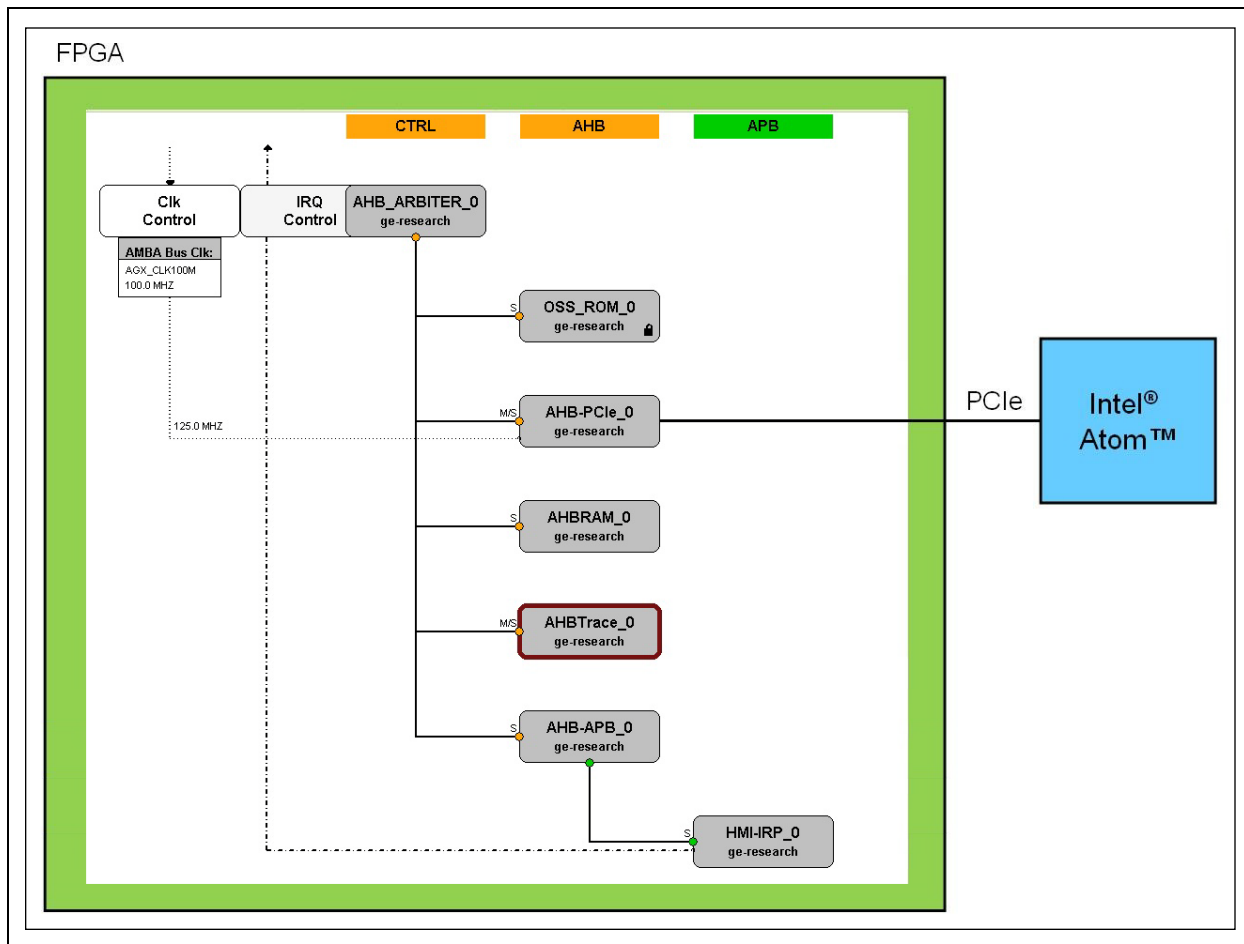 FPGA
CTRL
AHB
APB
Clk
Control
IRQ
Control
AHB_ARBITER_0
ge-research
AMBA Bus Clk:
AGX_CLK100M
100.0 MHZ
S
OSS_ROM_0
ge-research
M/S
AHB-PCIe_0
ge-research
125.0 MHZ
PCIe
Intel®
Atom™
S
AHBRAM_0
ge-research
M/S
AHBTrace_0
ge-research
S
AHB-APB_0
ge-research
S
HMI-IRP_0
ge-research